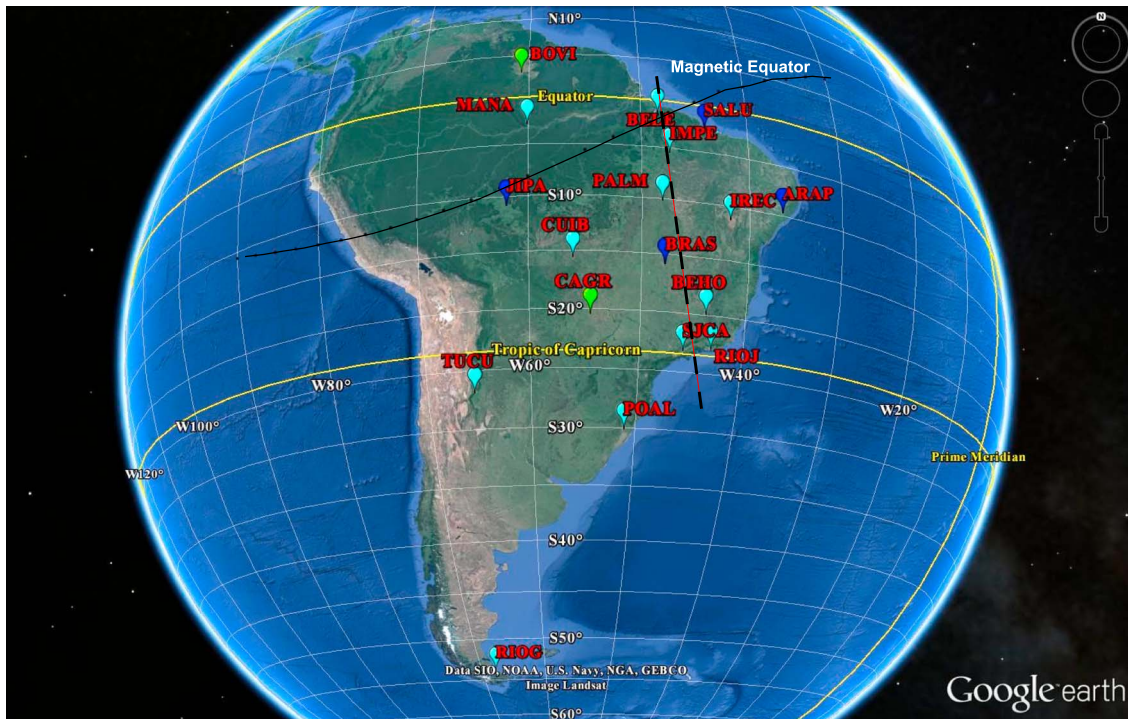 N10°
BOVI
Magnetic Equator
N
MANA
Equator
SALU
BELE
IMPE
JIPA
S10°
PALM
IREC
ARAP
CUIB
BRAS
CAGR
BEHO
S20°
SJCA
Tropic of Capricorn
RIOJ
TUCU
W60°
W40°
W80°
POAL
W20°
W100°
S30°
Prime Meridian
W120°
S40°
S50°
RIOG
Data SIO, NOAA, U.S. Navy, NGA, GEBCO
Image Landsat
Google earth
S60°